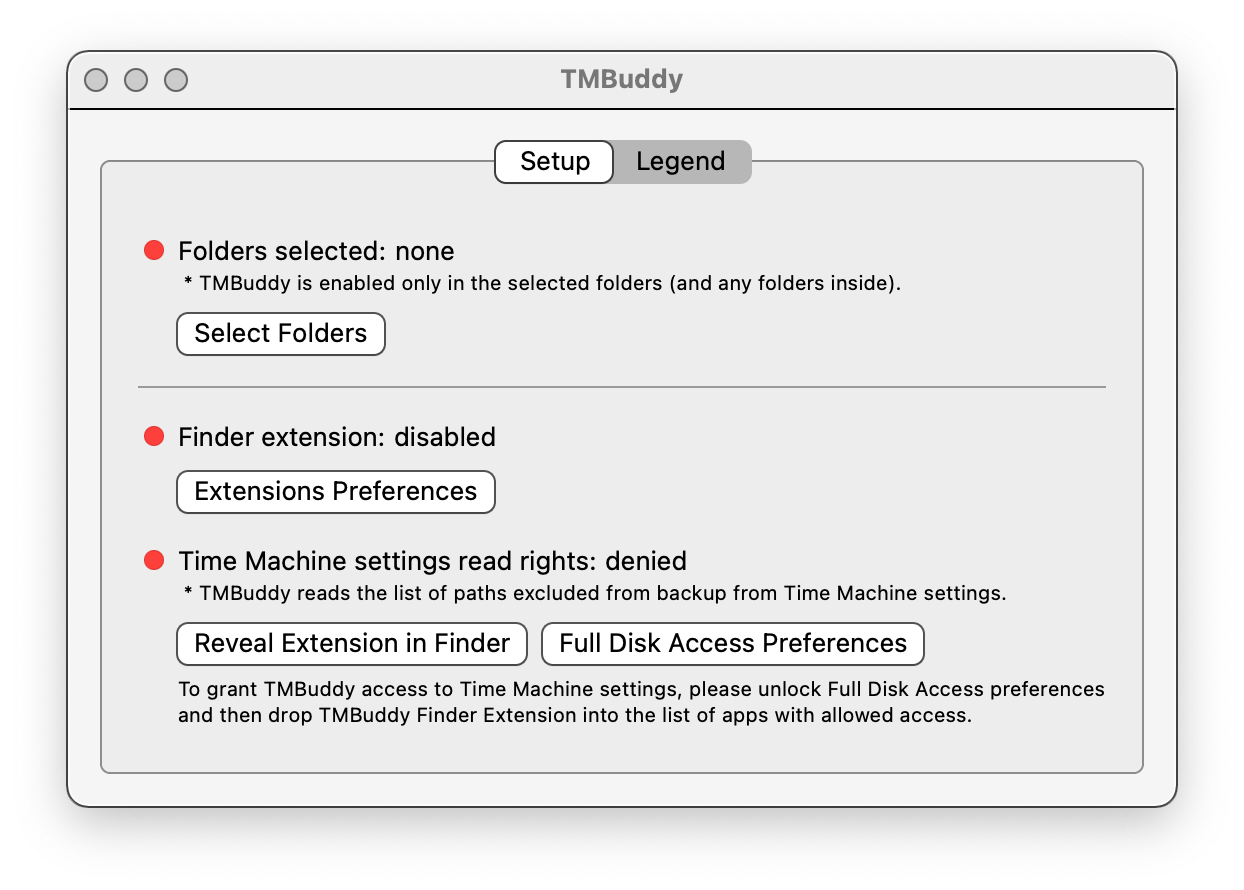 TMBuddy
Setup Legend
Folders selected: none
* TMBuddy is enabled only in the selected folders (and any folders inside).
Select Folders
Finder extension: disabled
Extensions Preferences
Time Machine settings read rights: denied
* TMBuddy reads the list of paths excluded from backup from Time Machine settings.
Reveal Extension in Finder Full Disk Access Preferences
To grant TMBuddy access to Time Machine settings, please unlock Full Disk Access preferences
and then drop TMBuddy Finder Extension into the list of apps with allowed access.